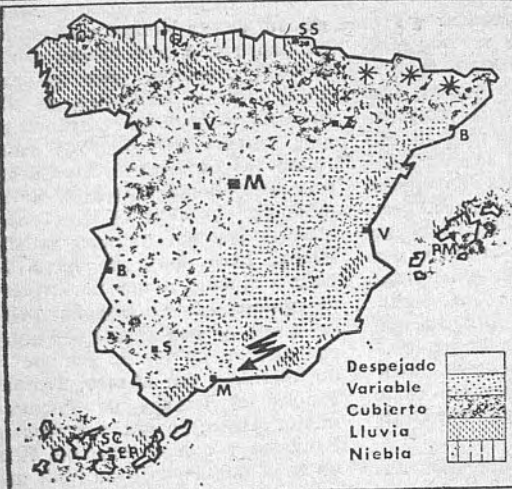 SS
V
Z
B
M
V
PM
B
S
M
SC
Despejado
Variable
Cubierto
Lluvia
Niebla